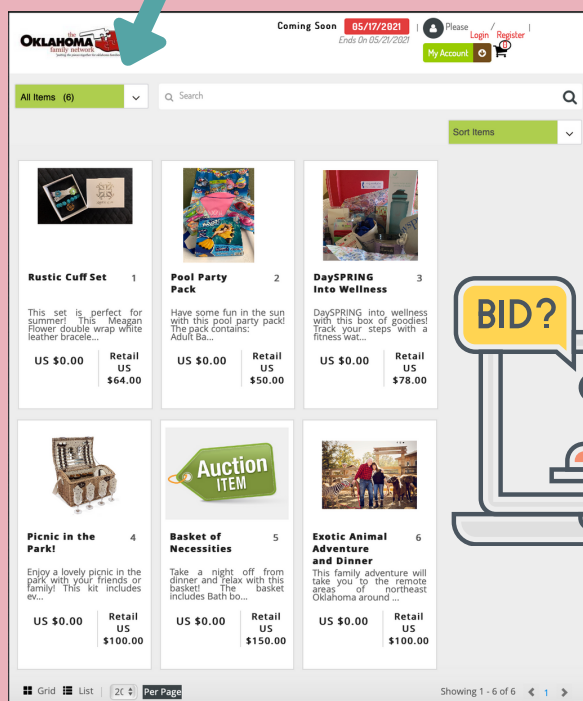 the
OKLAHOMA
family network
Coming Soon 05/17/2021
Ends On 05/21/2021
Please Login / Register
My Account 0
All Items (6)
Search
Sort Items
Rustic Cuff Set 1
This set is perfect for
summer! This Meagan
Flower double wrap white
leather bracele...
US $0.00
Retail
US
$64.00
Pool Party
Pack 2
Have some fun in the sun
with this pool party pack!
The pack contains:
Adult Ba...
US $0.00
Retail
US
$50.00
DaySPRING
Into Wellness 3
DaySPRING into wellness
with this box of goodies!
Track your steps with a
fitness wat...
US $0.00
Retail
US
$78.00
BID?
Picnic in the
Park! 4
Enjoy a lovely picnic in the
park with your friends or
family! This kit includes
ev...
US $0.00
Retail
US
$100.00
Auction
ITEM
Basket of
Necessities 5
Take a night off from
dinner and relax with this
basket! The basket
includes Bath bo...
US $0.00
Retail
US
$150.00
Exotic Animal
Adventure
and Dinner 6
This family adventure will
take you to the remote
areas of northeast
Oklahoma around ...
US $0.00
Retail
US
$100.00
Grid List | Per Page
Showing 1 - 6 of 6 1